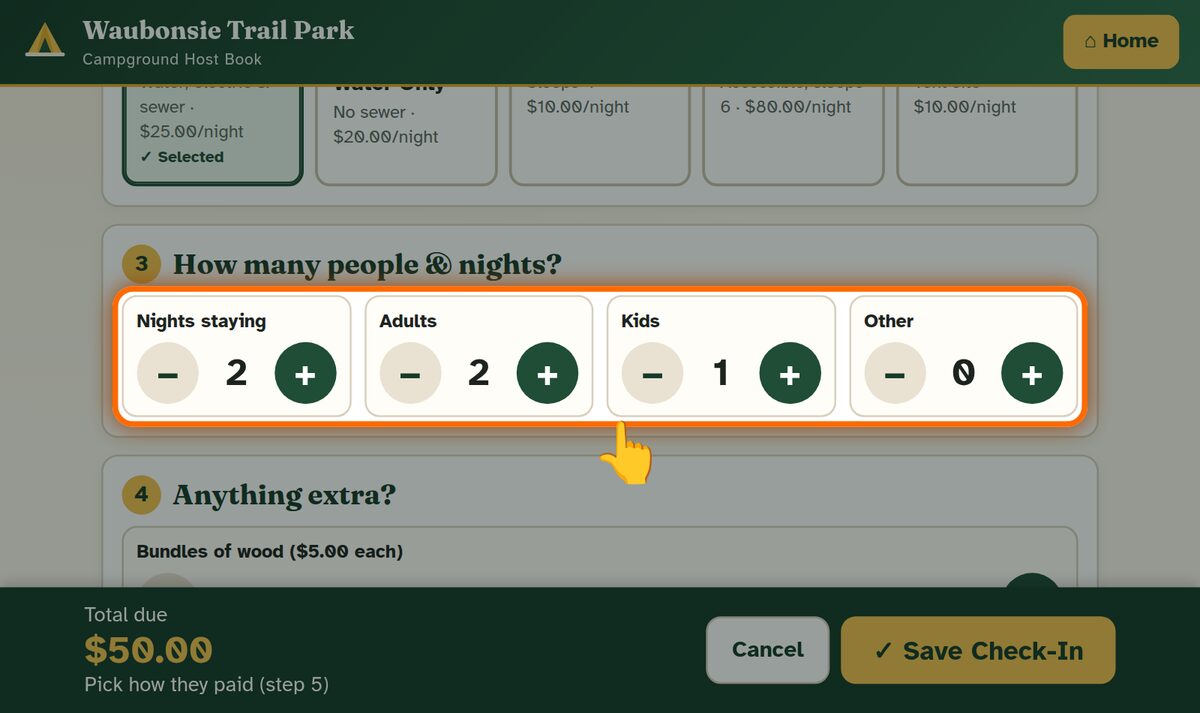 Waubonsie Trail Park
Campground Host Book
⌂ Home
sewer ·
$25.00/night
✓ Selected
Water Only
No sewer ·
$20.00/night
$10.00/night
6 · $80.00/night
$10.00/night
3 How many people & nights?
Nights staying
Adults
Kids
Other
− 2 +
− 2 +
− 1 +
− 0 +
4 Anything extra?
Bundles of wood ($5.00 each)
Total due
$50.00
Pick how they paid (step 5)
Cancel
✓ Save Check-In